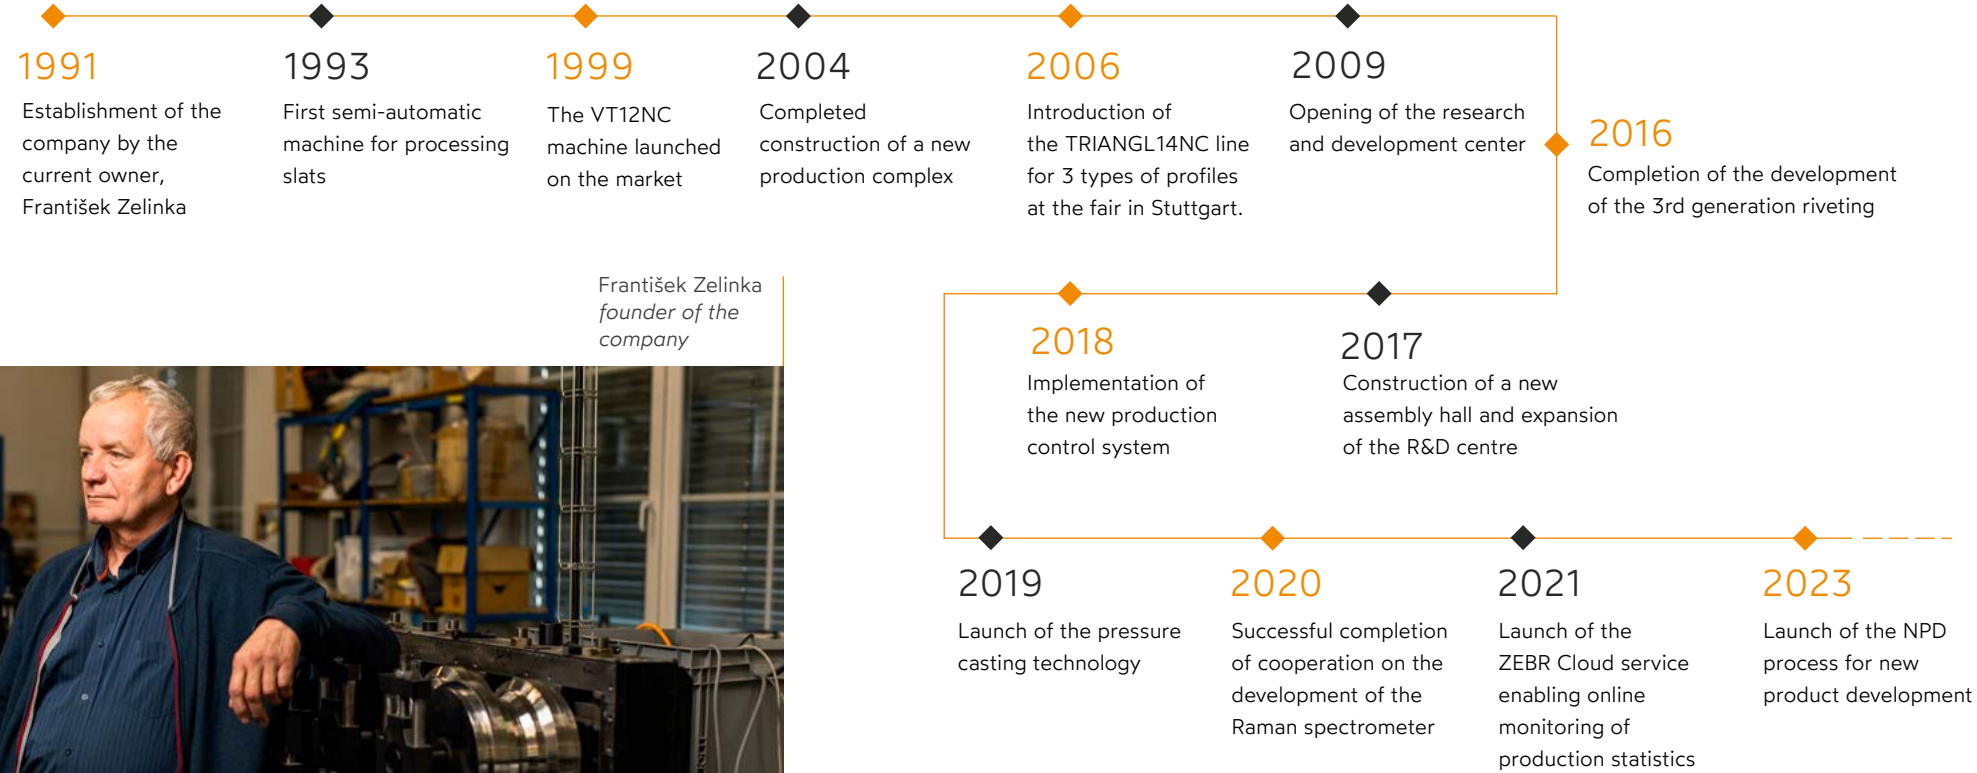 1991
Establishment of the
company by the
current owner,
František Zelinka
1993
First semi-automatic
machine for processing
slats
1999
The VT12NC
machine launched
on the market
2004
Completed
construction of a new
production complex
2006
Introduction of
the TRIANGL14NC line
for 3 types of profiles
at the fair in Stuttgart.
2009
Opening of the research
and development center
2016
Completion of the development
of the 3rd generation riveting
František Zelinka
founder of the
company
2017
Construction of a new
assembly hall and expansion
of the R&D centre
2018
Implementation of
the new production
control system
2019
Launch of the pressure
casting technology
2020
Successful completion
of cooperation on the
development of the
Raman spectrometer
2021
Launch of the
ZEBR Cloud service
enabling online
monitoring of
production statistics
2023
Launch of the NPD
process for new
product development